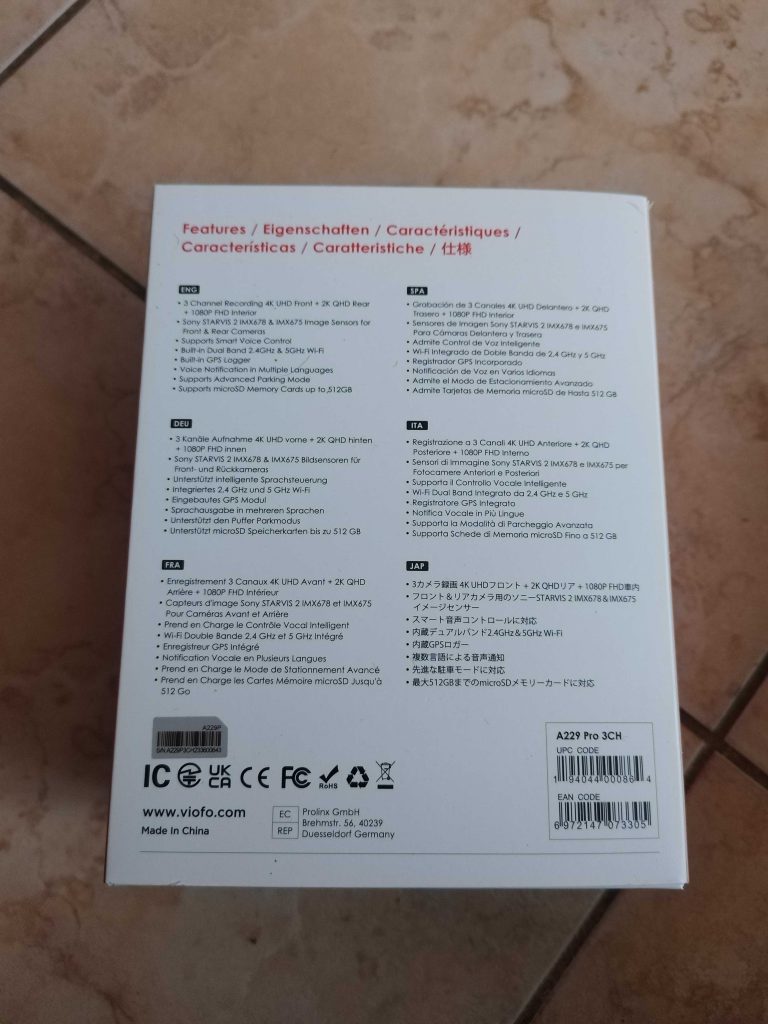 Features / Eigenschaften / Caractéristiques /
Características / Caratteristiche / 仕様
ENG
• 3 Channel Recording 4K UHD Front + 2K QHD Rear
+ 1080P FHD Interior
• Sony STARVIS 2 IMX678 & IMX675 Image Sensors for
Front & Rear Cameras
• Supports Smart Voice Control
• Built-in Dual Band 2.4GHz & 5GHz Wi-Fi
• Built-in GPS Logger
• Voice Notification in Multiple Languages
• Supports Advanced Parking Mode
• Supports microSD Memory Cards up to 512GB
DEU
• 3 Kanäle Aufnahme 4K UHD vorne + 2K QHD hinten
+ 1080P FHD innen
• Sony STARVIS 2 IMX678 & IMX675 Bildsensoren für
Front- und Rückkameras
• Unterstützt intelligente Sprachsteuerung
• Integriertes 2,4 GHz und 5 GHz Wi-Fi
• Eingebautes GPS Modul
• Sprachausgabe in mehreren Sprachen
• Unterstützt den Puffer Parkmodus
• Unterstützt microSD Speicherkarten bis zu 512 GB
FRA
• Enregistrement 3 Canaux 4K UHD Avant + 2K QHD
Arrière + 1080P FHD Intérieur
• Capteurs d'image Sony STARVIS 2 IMX678 et IMX675
Pour Caméras Avant et Arrière
• Prend en Charge le Contrôle Vocal Intelligent
• Wi-Fi Double Bande 2,4 GHz et 5 GHz Intégré
• Enregistreur GPS Intégré
• Notification Vocale en Plusieurs Langues
• Prend en Charge le Mode de Stationnement Avancé
• Prend en Charge les Cartes Mémoire microSD Jusqu'à
512 Go
SPA
• Grabación de 3 Canales 4K UHD Delantero + 2K QHD
Trasero + 1080P FHD Interior
• Sensores de Imagen Sony STARVIS 2 IMX678 e IMX675
Para Cámaras Delantera y Trasera
• Admite Control de Voz Inteligente
• Wi-Fi Integrado de Doble Banda de 2,4 GHz y 5 GHz
• Registrador GPS Incorporado
• Notificación de Voz en Varios Idiomas
• Admite el Modo de Estacionamiento Avanzado
• Admite Tarjetas de Memoria microSD de Hasta 512 GB
ITA
• Registrazione a 3 Canali 4K UHD Anteriore + 2K QHD
Posteriore + 1080P FHD Interno
• Sensori di Immagine Sony STARVIS 2 IMX678 e IMX675 per
Fotocamere Anteriori e Posteriori
• Supporta il Controllo Vocale Intelligente
• Wi-Fi Dual Band Integrato da 2,4 GHz e 5 GHz
• Registratore GPS Integrato
• Notifica Vocale in Più Lingue
• Supporta la Modalità di Parcheggio Avanzata
• Supporta Schede di Memoria microSD Fino a 512 GB
JAP
• 3カメラ録画 4K UHDフロント + 2K QHDリア + 1080P FHD車内
• フロント＆リアカメラ用のソニーSTARVIS 2 IMX678＆IMX675
イメージセンサー
• スマート音声コントロールに対応
• 内蔵デュアルバンド2.4GHz＆5GHz Wi-Fi
• 内蔵GPSロガー
• 複数言語による音声通知
• 先進な駐車モードに対応
• 最大512GBまでのmicroSDメモリーカードに対応
A229P
S/N:A229P3CH233600643
IC UK CA CE FC RoHS
www.viofo.com
Made In China
EC REP
Prolinx GmbH
Brehmstr. 56, 40239
Duesseldorf Germany
A229 Pro 3CH
UPC CODE
1 94044 00086 4
EAN CODE
6 972147 073305